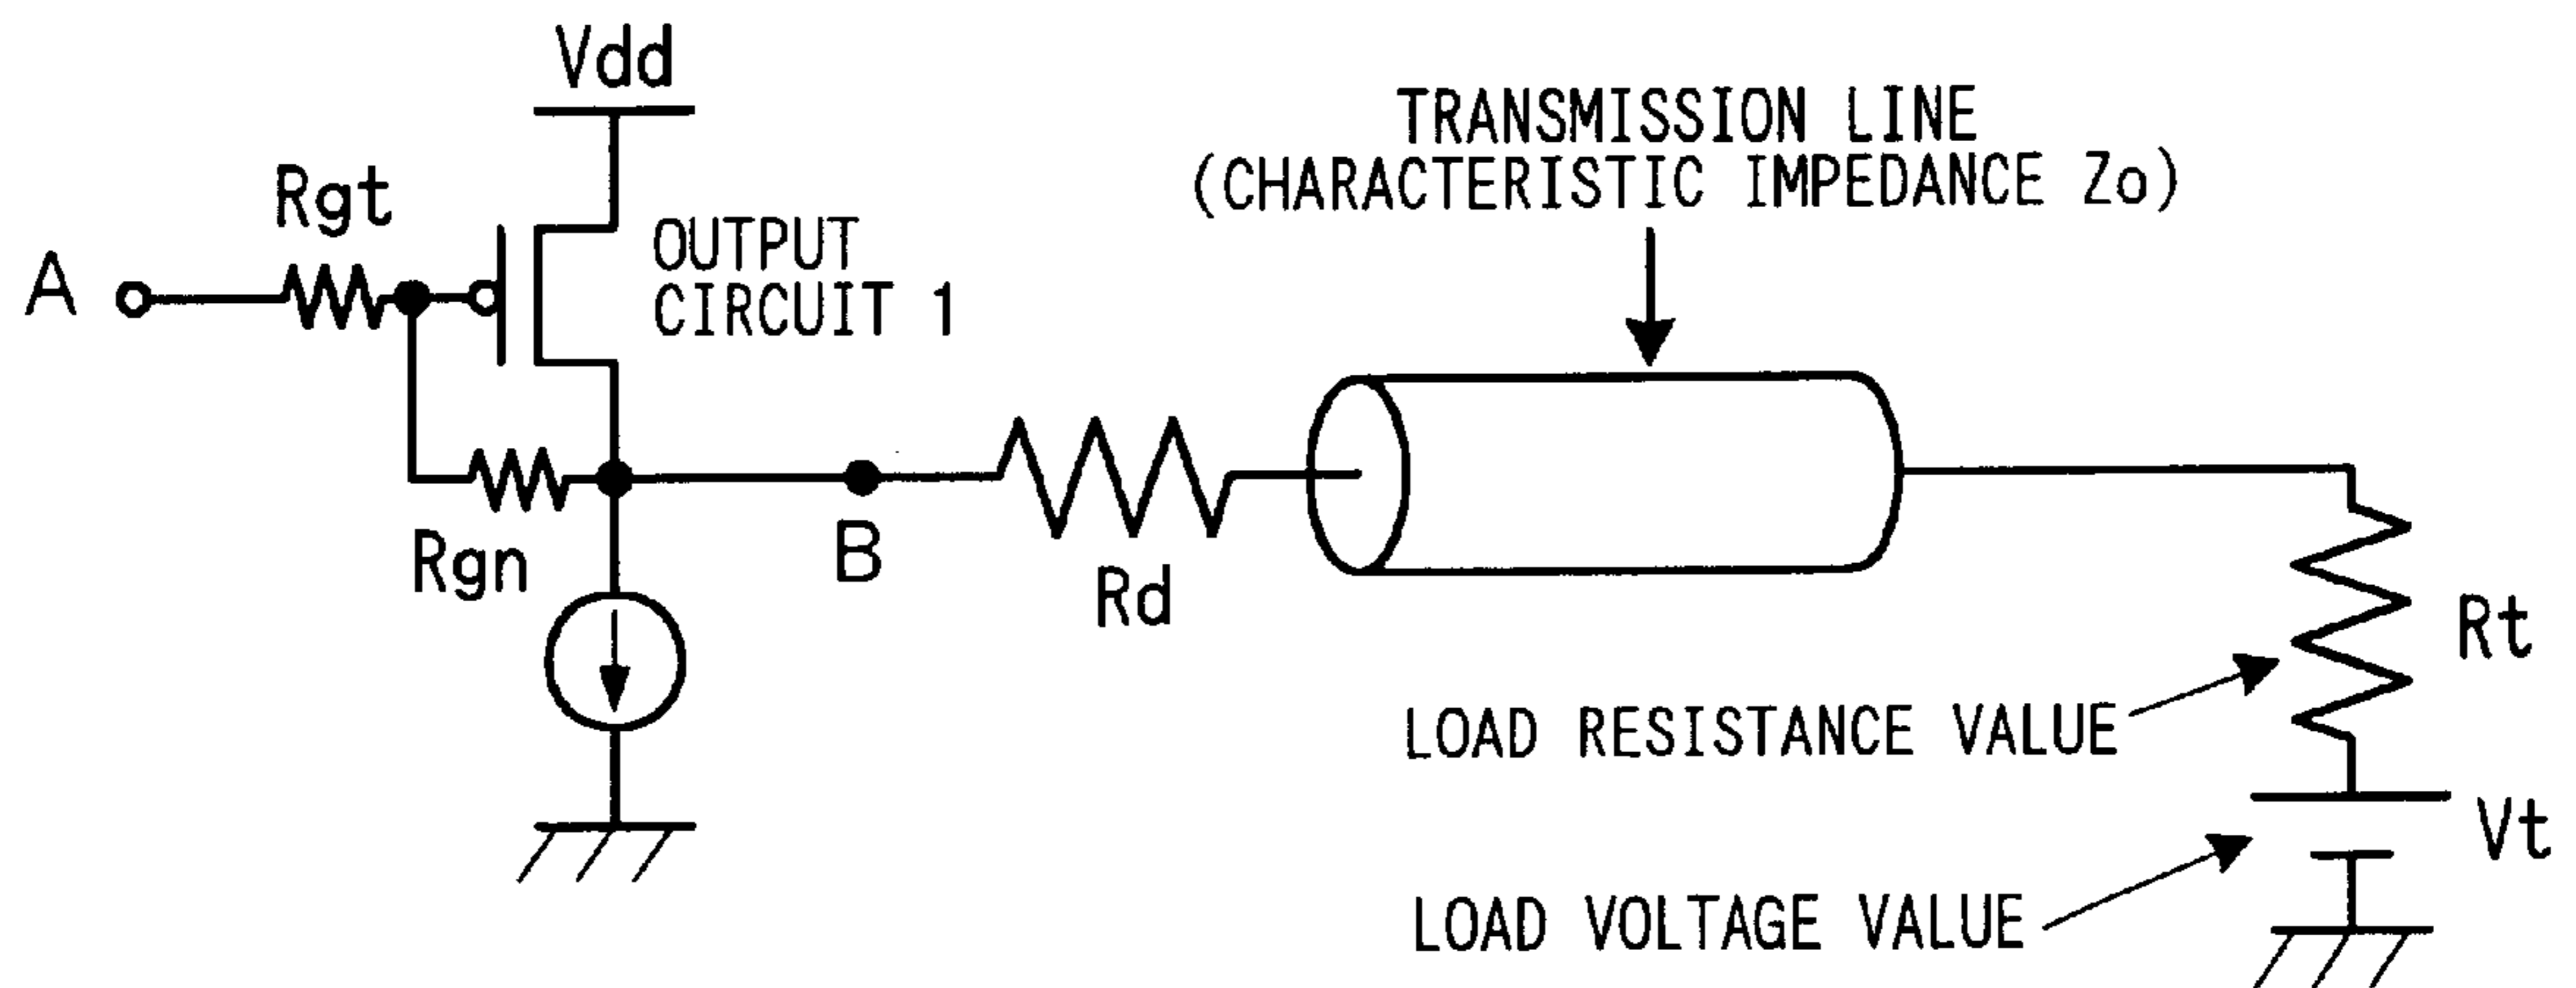 Vdd
TRANSMISSION LINE
(CHARACTERISTIC IMPEDANCE Zo)
Rgt
OUTPUT
CIRCUIT 1
A
Rgn
B
Rd
Rt
LOAD RESISTANCE VALUE
Vt
LOAD VOLTAGE VALUE